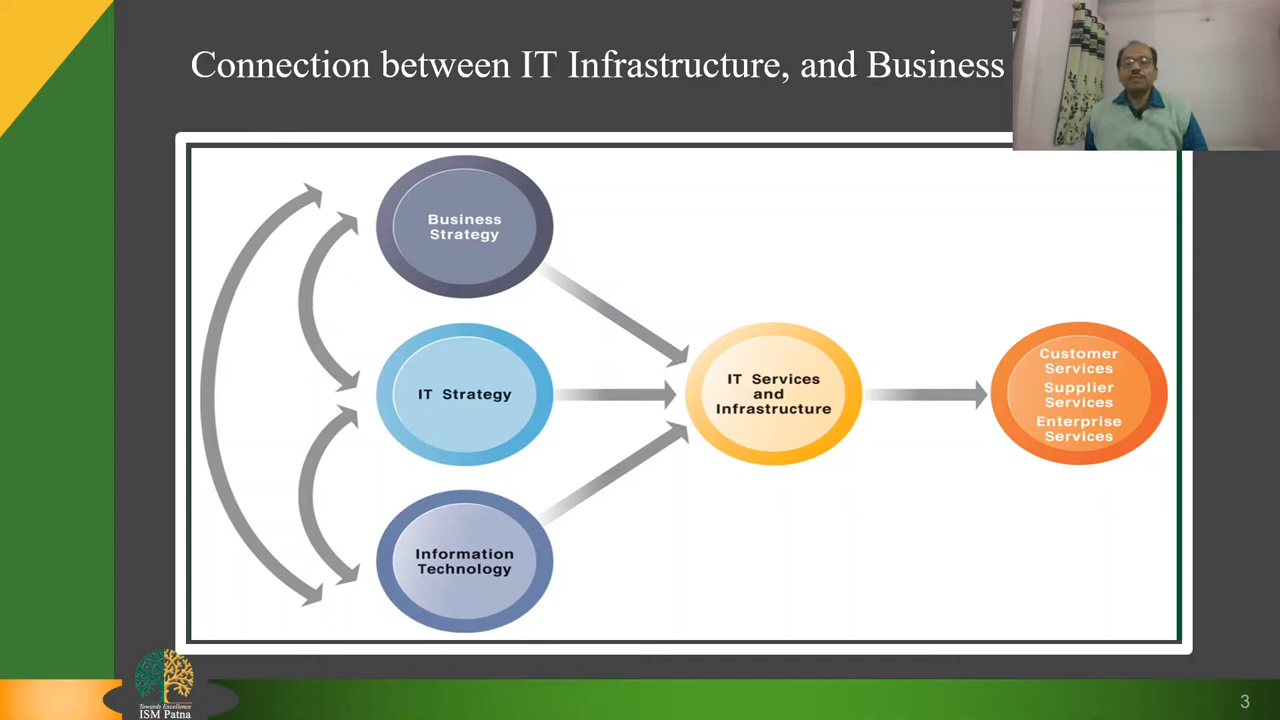 Connection between IT Infrastructure, and Business
Business
Strategy
IT Strategy
Information
Technology
IT Services
and
Infrastructure
Customer
Services
Supplier
Services
Enterprise
Services
Towards Excellence
ISM Patna
3